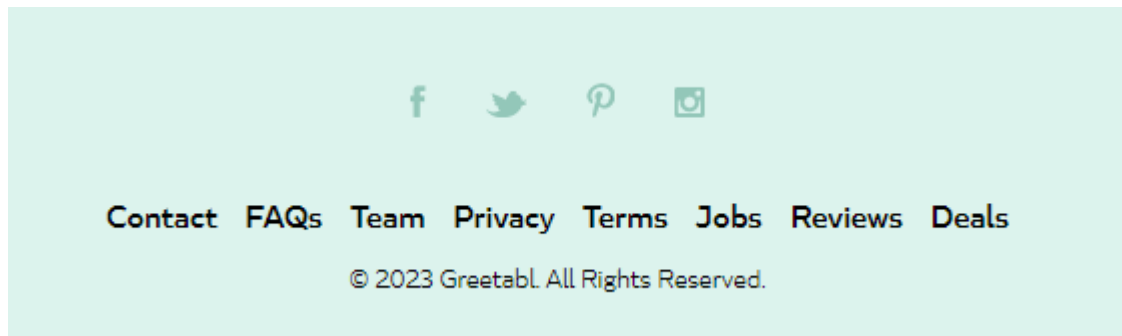 Contact FAQs Team Privacy Terms Jobs Reviews Deals
© 2023 Greetabl. All Rights Reserved.